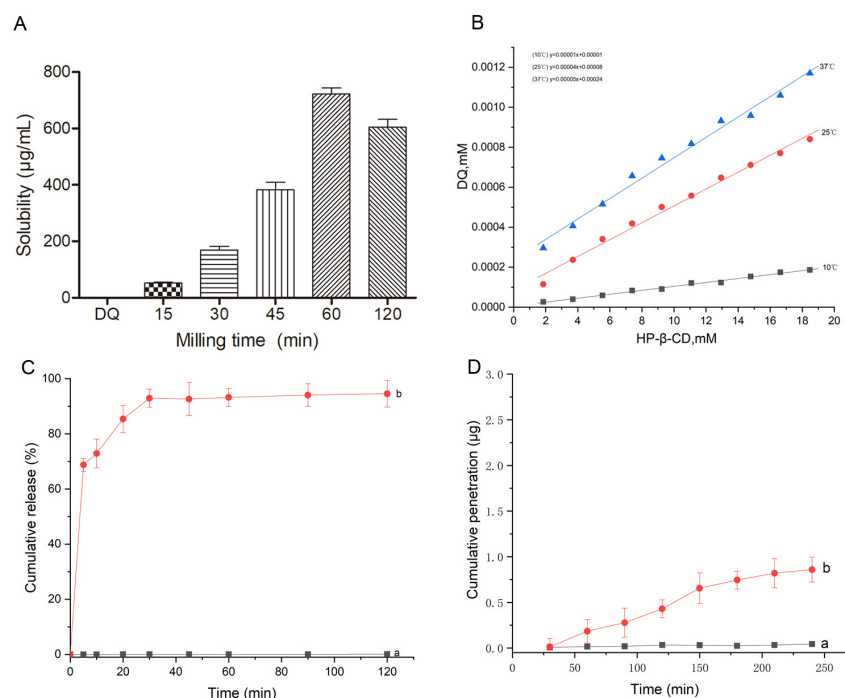 A
Solubility (µg/mL)
800
600
400
200
0
DQ 15 30 45 60 120
Milling time (min)
B
(10℃) y=0.00001x+0.00001
(25℃) y=0.00004x+0.00008
(37℃) y=0.00005x+0.00024
DQ,mM
0.0012
0.0010
0.0008
0.0006
0.0004
0.0002
0.0000
37℃
25℃
10℃
0 2 4 6 8 10 12 14 16 18 20
HP-β-CD,mM
C
Cumulative release (%)
100
80
60
40
20
0
b
a
0 20 40 60 80 100 120
Time (min)
D
Cumulative penetration (µg)
3.0
2.5
2.0
1.5
1.0
0.5
0.0
b
a
0 50 100 150 200 250
Time (min)